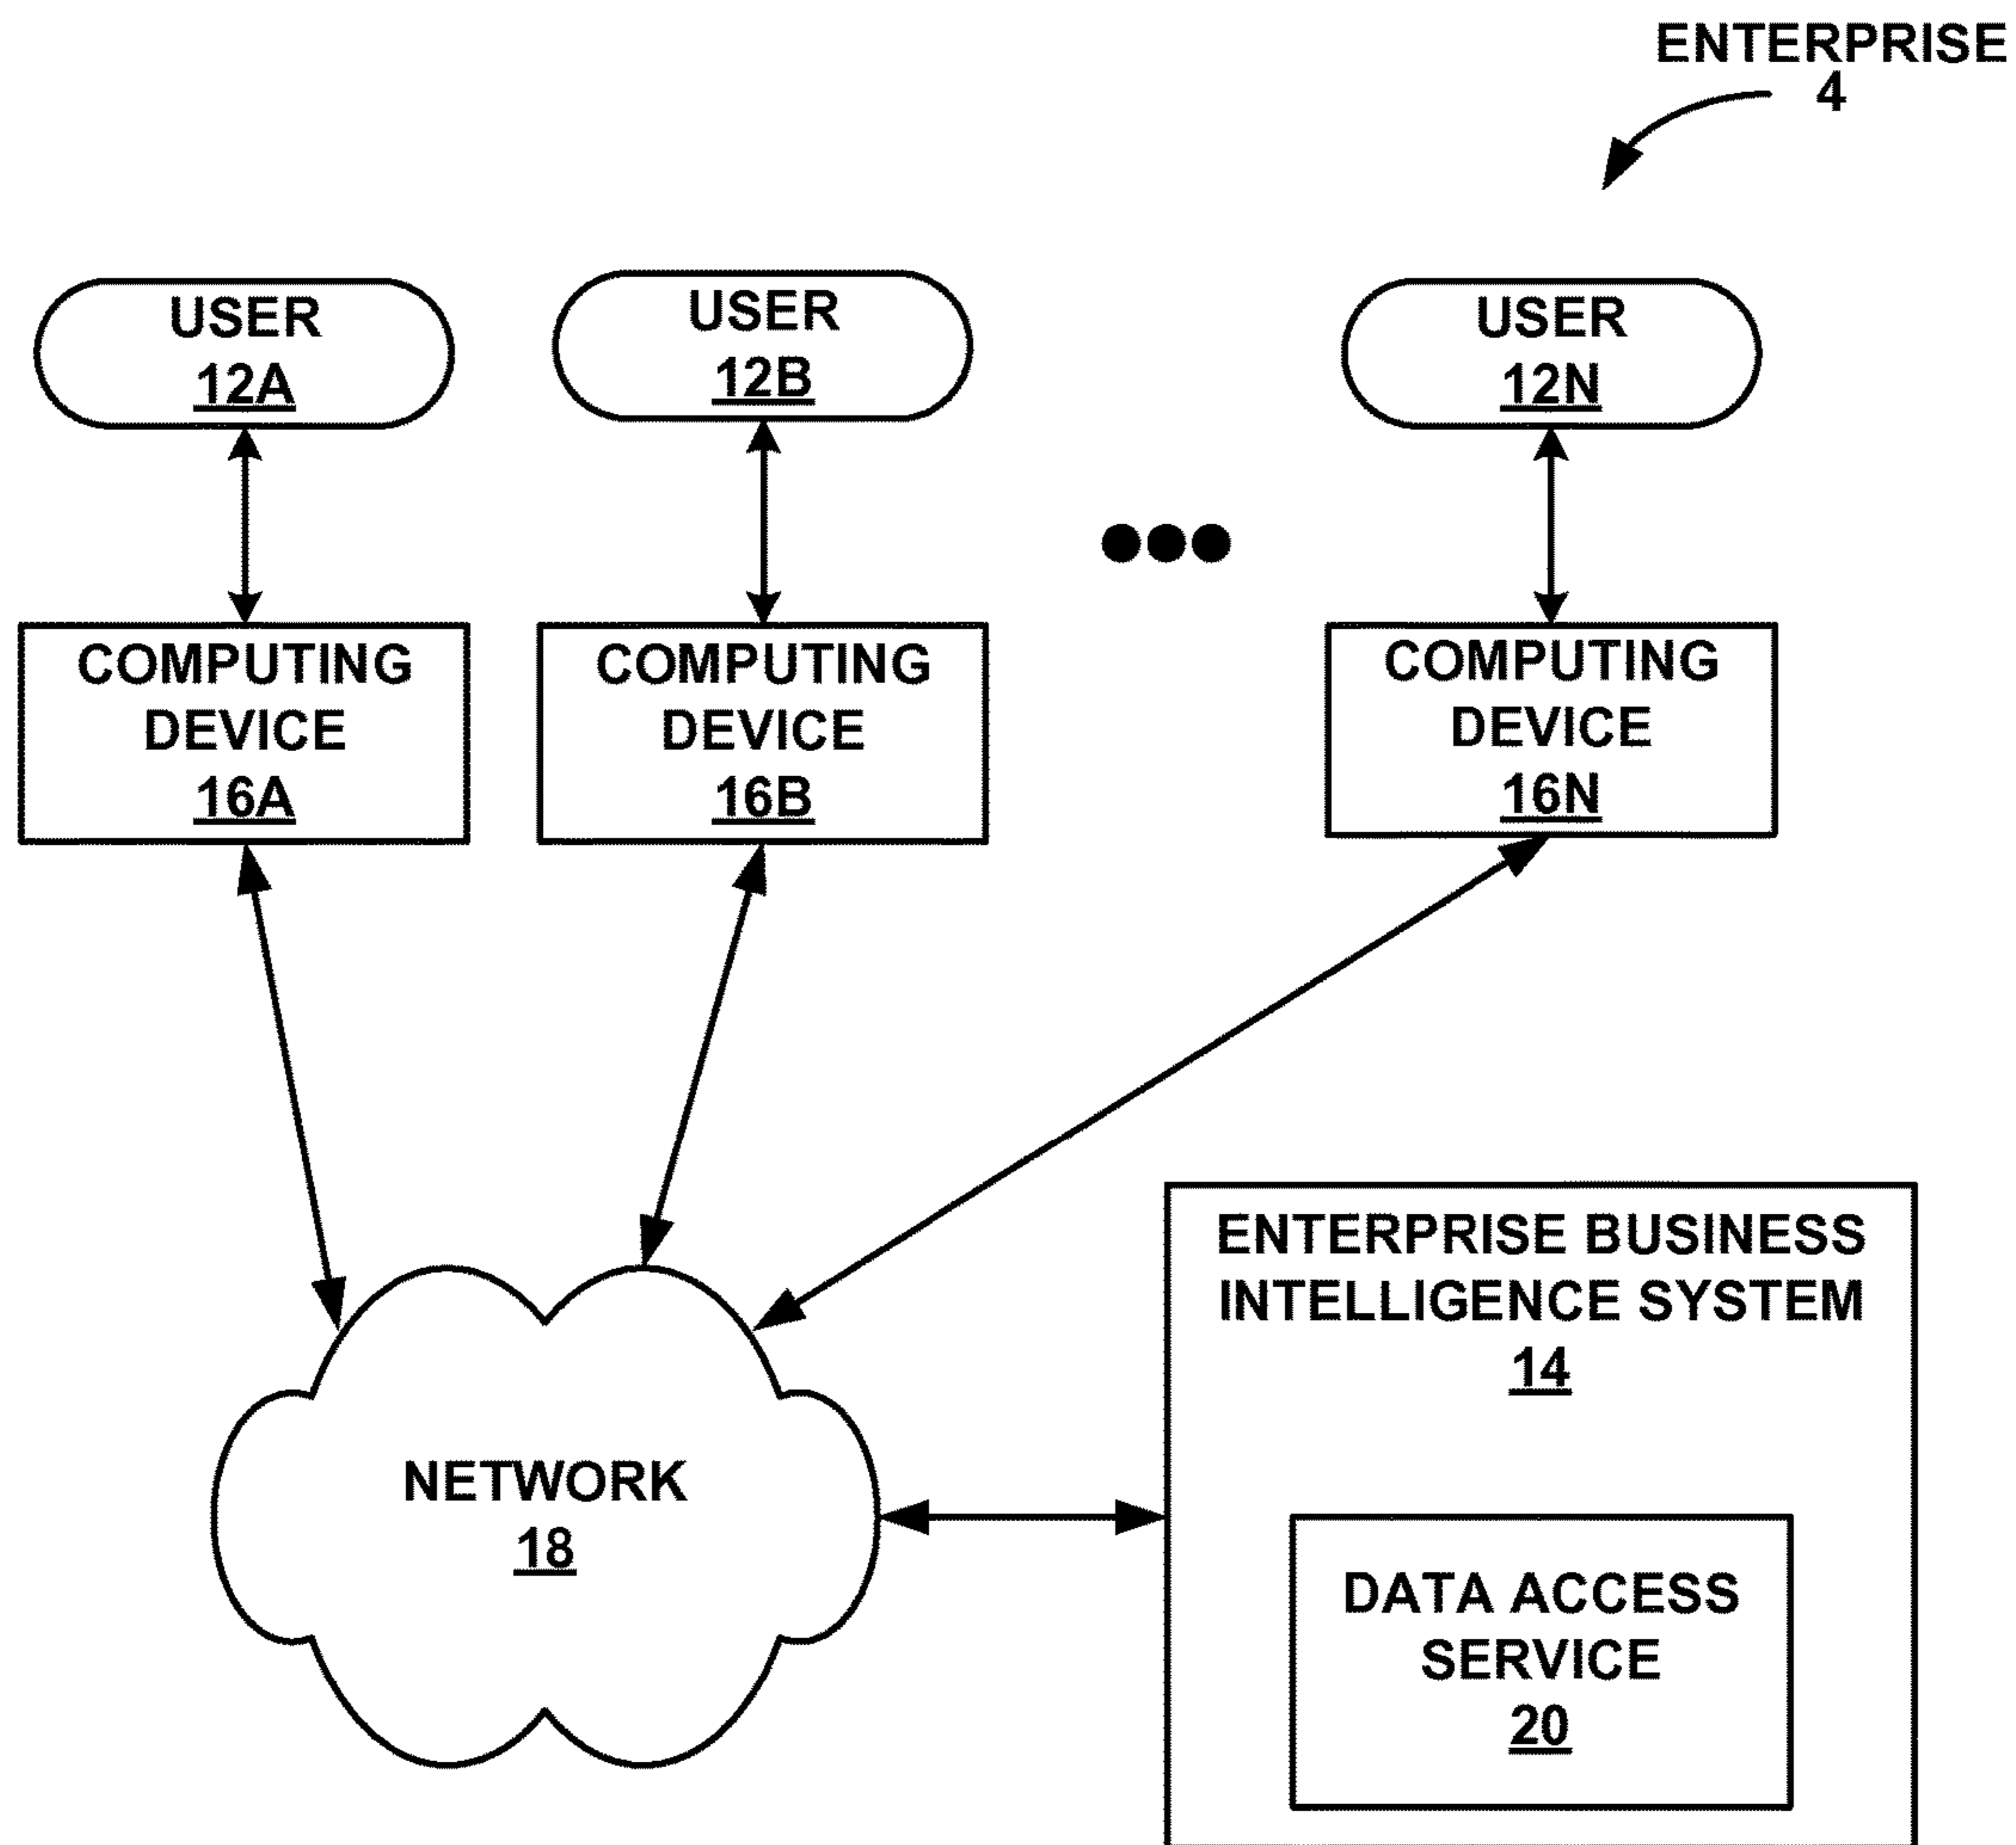 ENTERPRISE
4
USER
12A
USER
12B
USER
12N
COMPUTING
DEVICE
16A
COMPUTING
DEVICE
16B
COMPUTING
DEVICE
16N
ENTERPRISE BUSINESS
INTELLIGENCE SYSTEM
14
NETWORK
18
DATA ACCESS
SERVICE
20